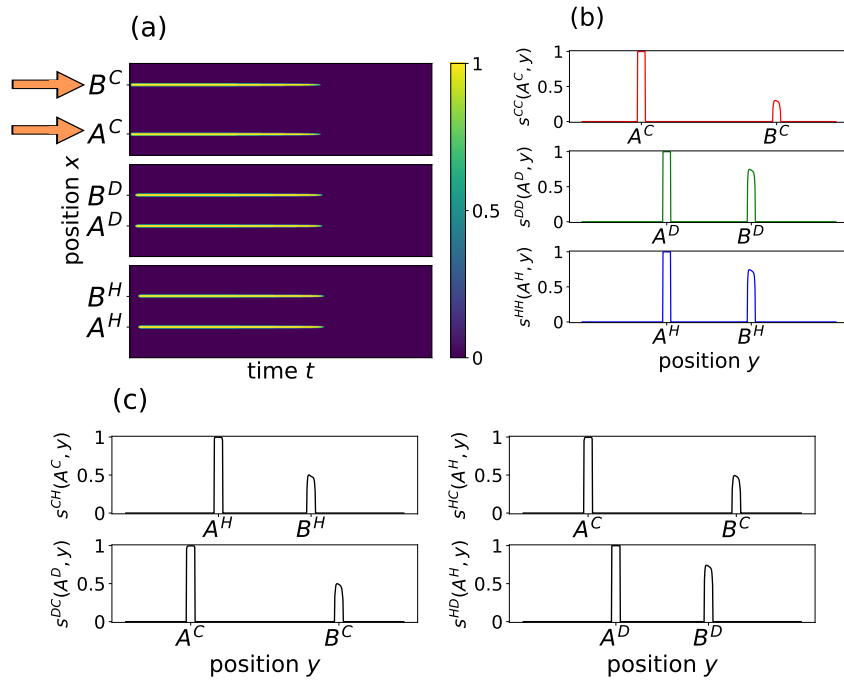 (a)
B^C
A^C
B^D
A^D
B^H
A^H
position x
time t
1
0.5
0
(b)
s^{CC}(A^C, y)
1
0.5
0
A^C
B^C
s^{DD}(A^D, y)
1
0.5
0
A^D
B^D
s^{HH}(A^H, y)
1
0.5
0
A^H
B^H
position y
(c)
s^{CH}(A^C, y)
1
0.5
0
A^H
B^H
s^{HC}(A^H, y)
1
0.5
0
A^C
B^C
s^{DC}(A^D, y)
1
0.5
0
A^C
B^C
position y
s^{HD}(A^H, y)
1
0.5
0
A^D
B^D
position y